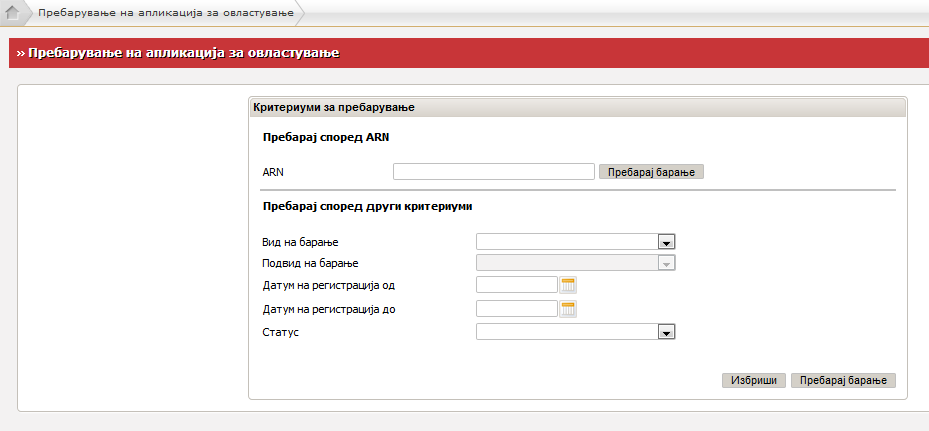 Пребарување на апликација за овластување
» Пребарување на апликација за овластување
Критериуми за пребарување
Пребарај според ARN
ARN Пребарај барање
Пребарај според други критериуми
Вид на барање
Подвид на барање
Датум на регистрација од
Датум на регистрација до
Статус
Избриши Пребарај барање